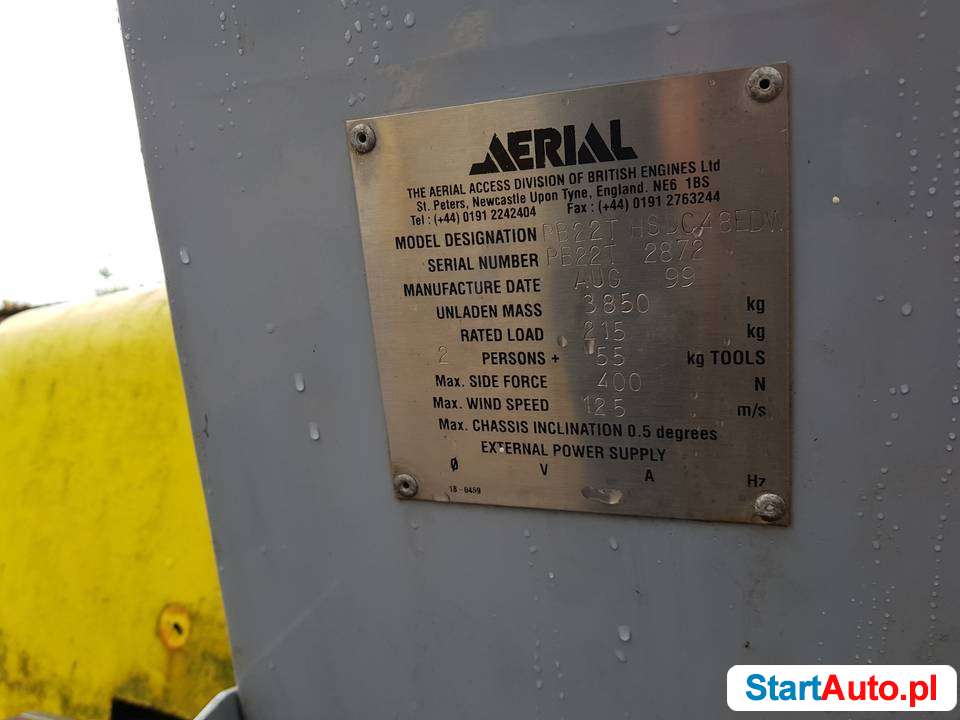 AERIAL
THE AERIAL ACCESS DIVISION OF BRITISH ENGINES Ltd
St. Peters, Newcastle Upon Tyne, England. NE6 1BS
Tel : (+44) 0191 2242404 Fax : (+44) 0191 2763244
MODEL DESIGNATION PB22T HSDC48EDW
SERIAL NUMBER PB22T 2872
MANUFACTURE DATE AUG 99
UNLADEN MASS 3850 kg
RATED LOAD 215 kg
2 PERSONS + 55 kg TOOLS
Max. SIDE FORCE 400 N
Max. WIND SPEED 12.5 m/s
Max. CHASSIS INCLINATION 0.5 degrees
EXTERNAL POWER SUPPLY
Ø V A Hz
18-0459
StartAuto.pl